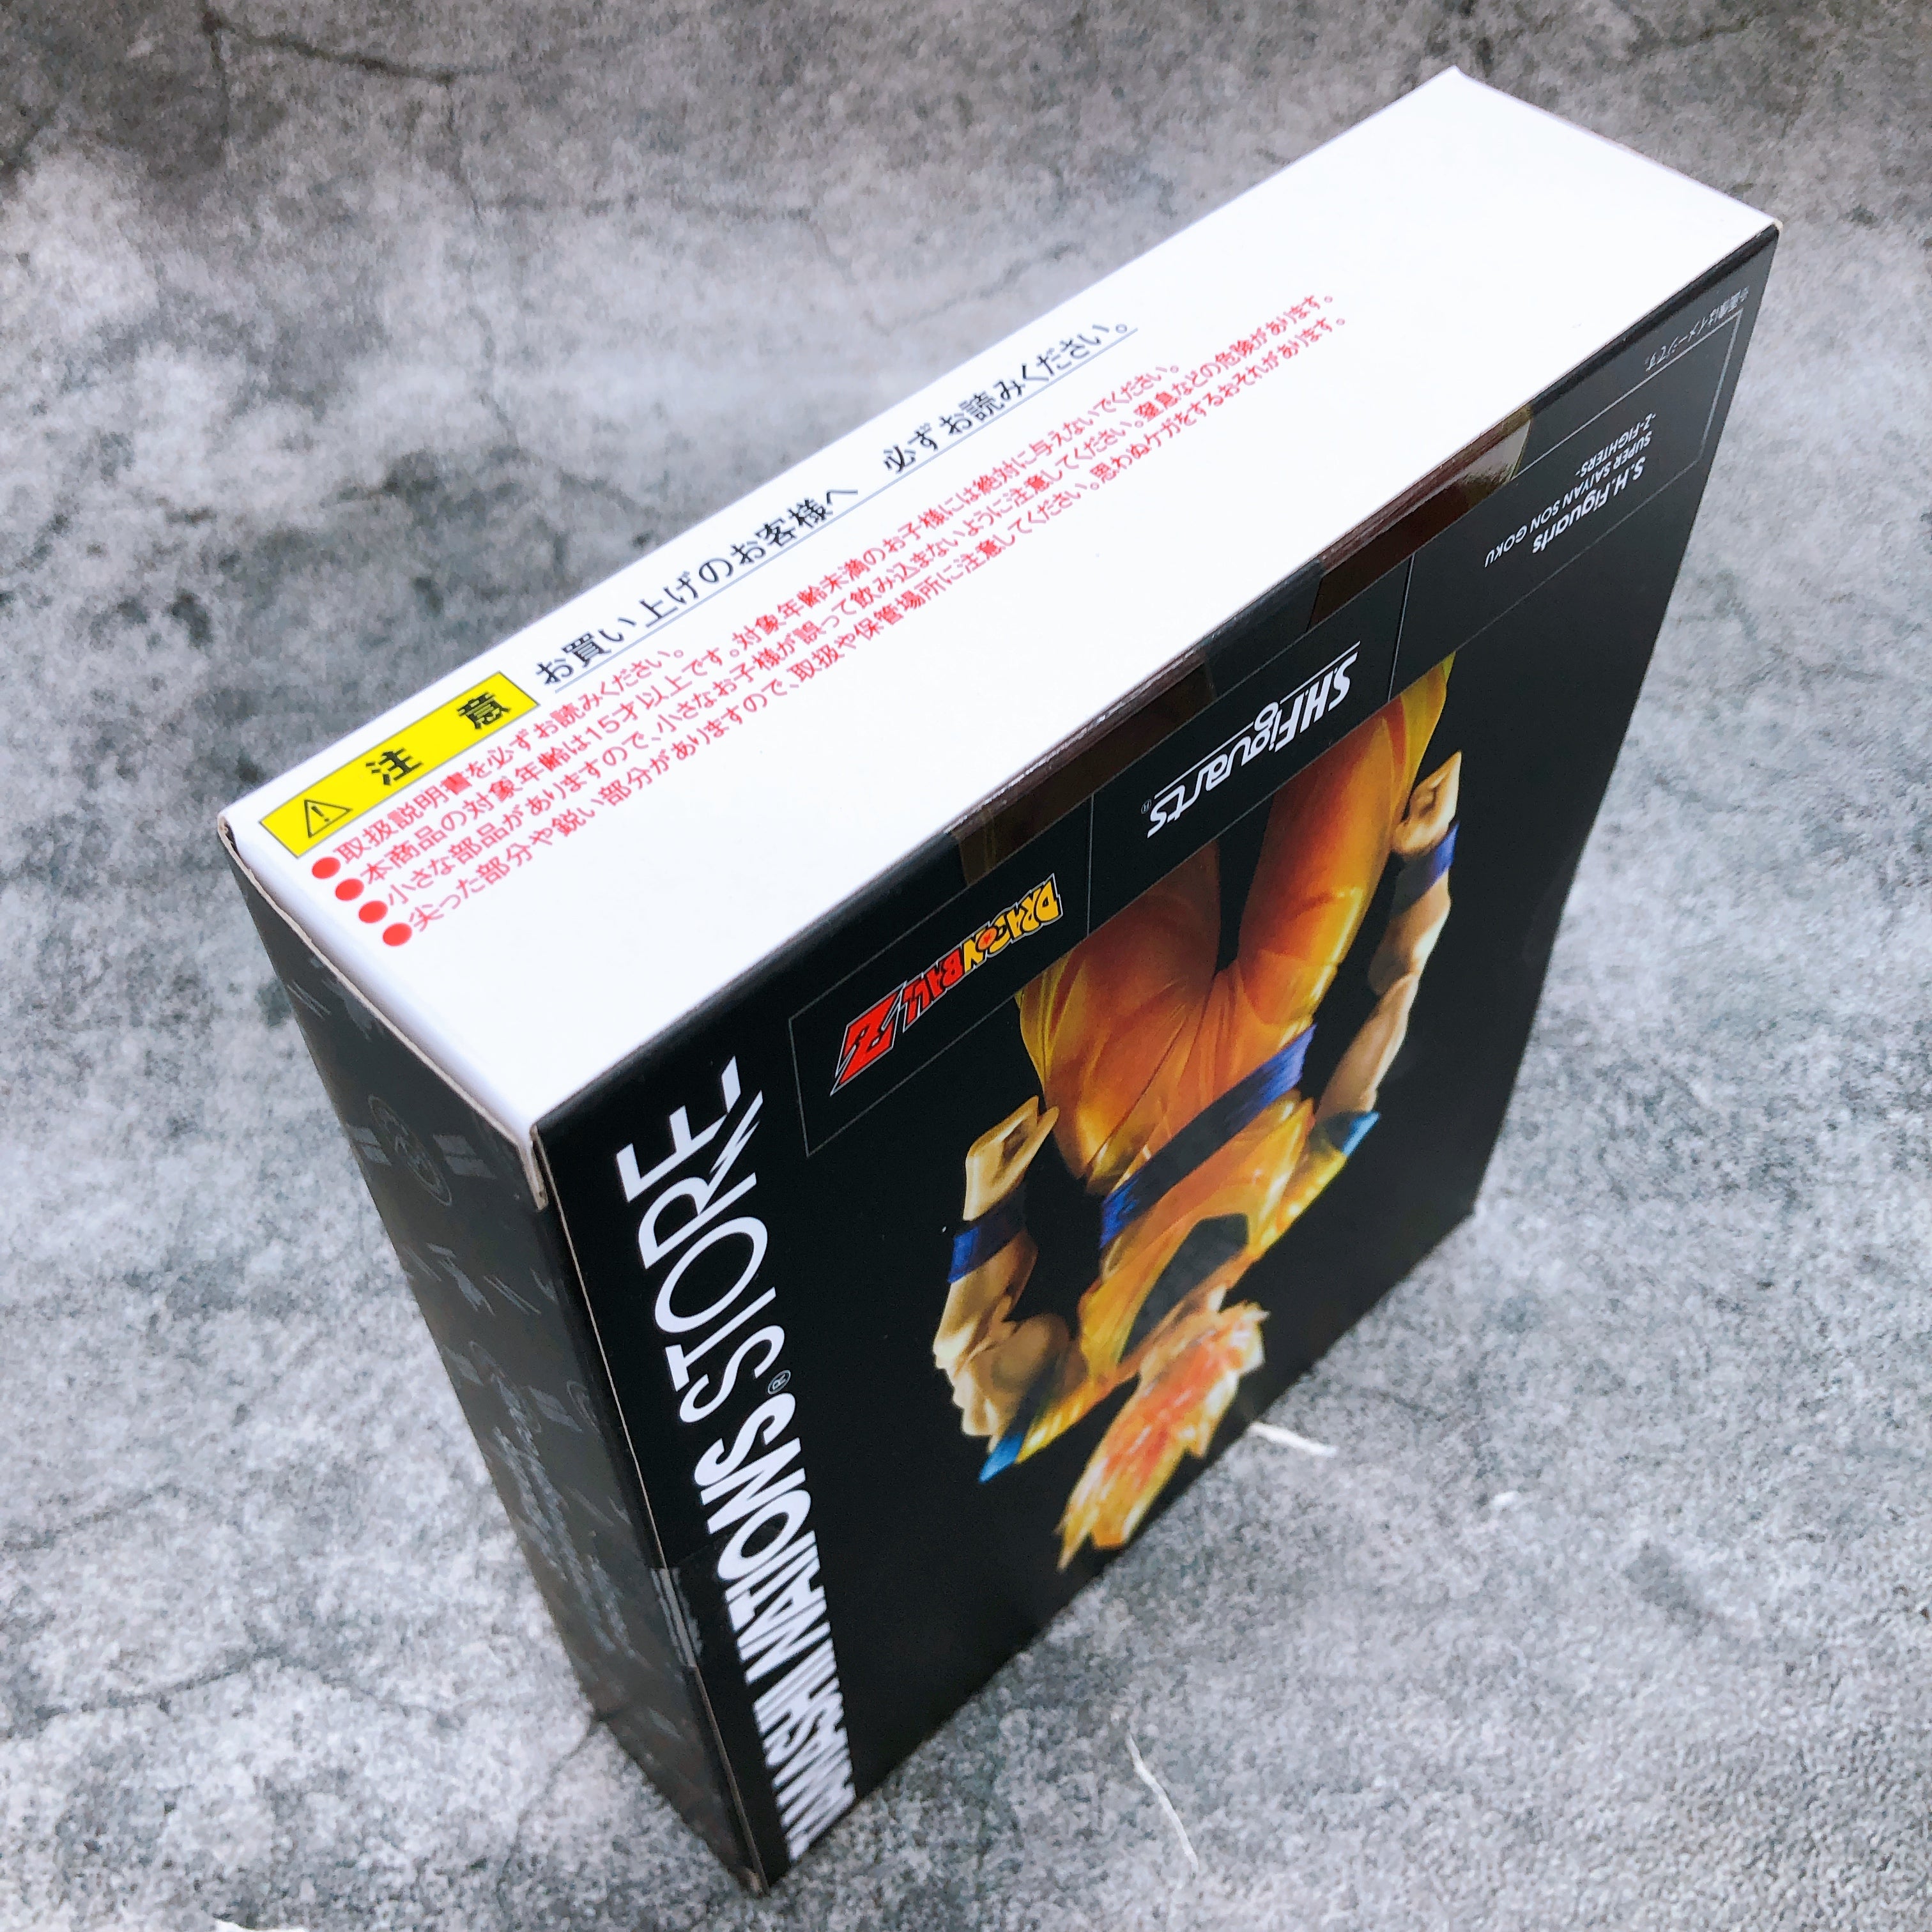 注 意
お買い上げのお客様へ 必ずお読みください。
●取扱説明書を必ずお読みください。
●本商品の対象年齢は15才以上です。対象年齢未満のお子様には絶対に与えないでください。
●小さな部品がありますので、小さなお子様が誤って飲み込まないように注意してください。窒息などの危険があります。
●尖った部分や鋭い部分がありますので、取扱や保管場所に注意してください。思わぬケガをするおそれがあります。
TAMASHII NATIONS® STORE
DRAGON BALL Z
S.H.Figuarts®
S.H.Figuarts
SUPER SAIYAN SON GOKU
-Z-FIGHTERS-
※画像はイメージです。